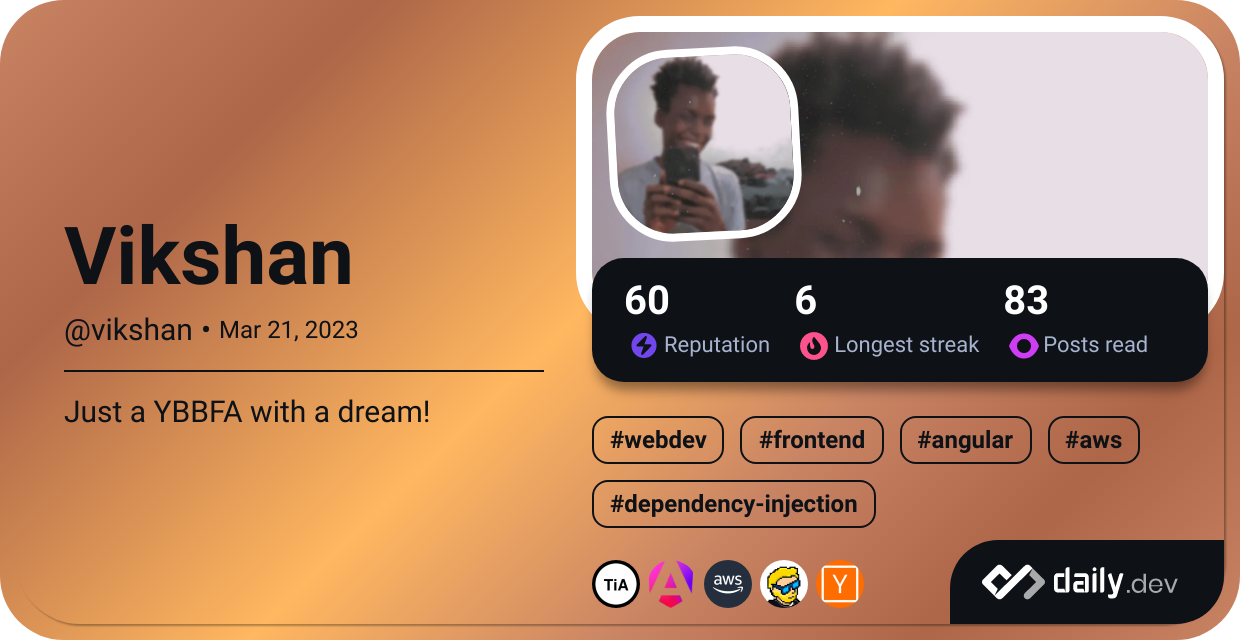 Vikshan
@vikshan • Mar 21, 2023
Just a YBBFA with a dream!
60 6 83
Reputation Longest streak Posts read
#webdev #frontend #angular #aws
#dependency-injection
TiA aws Y
daily.dev